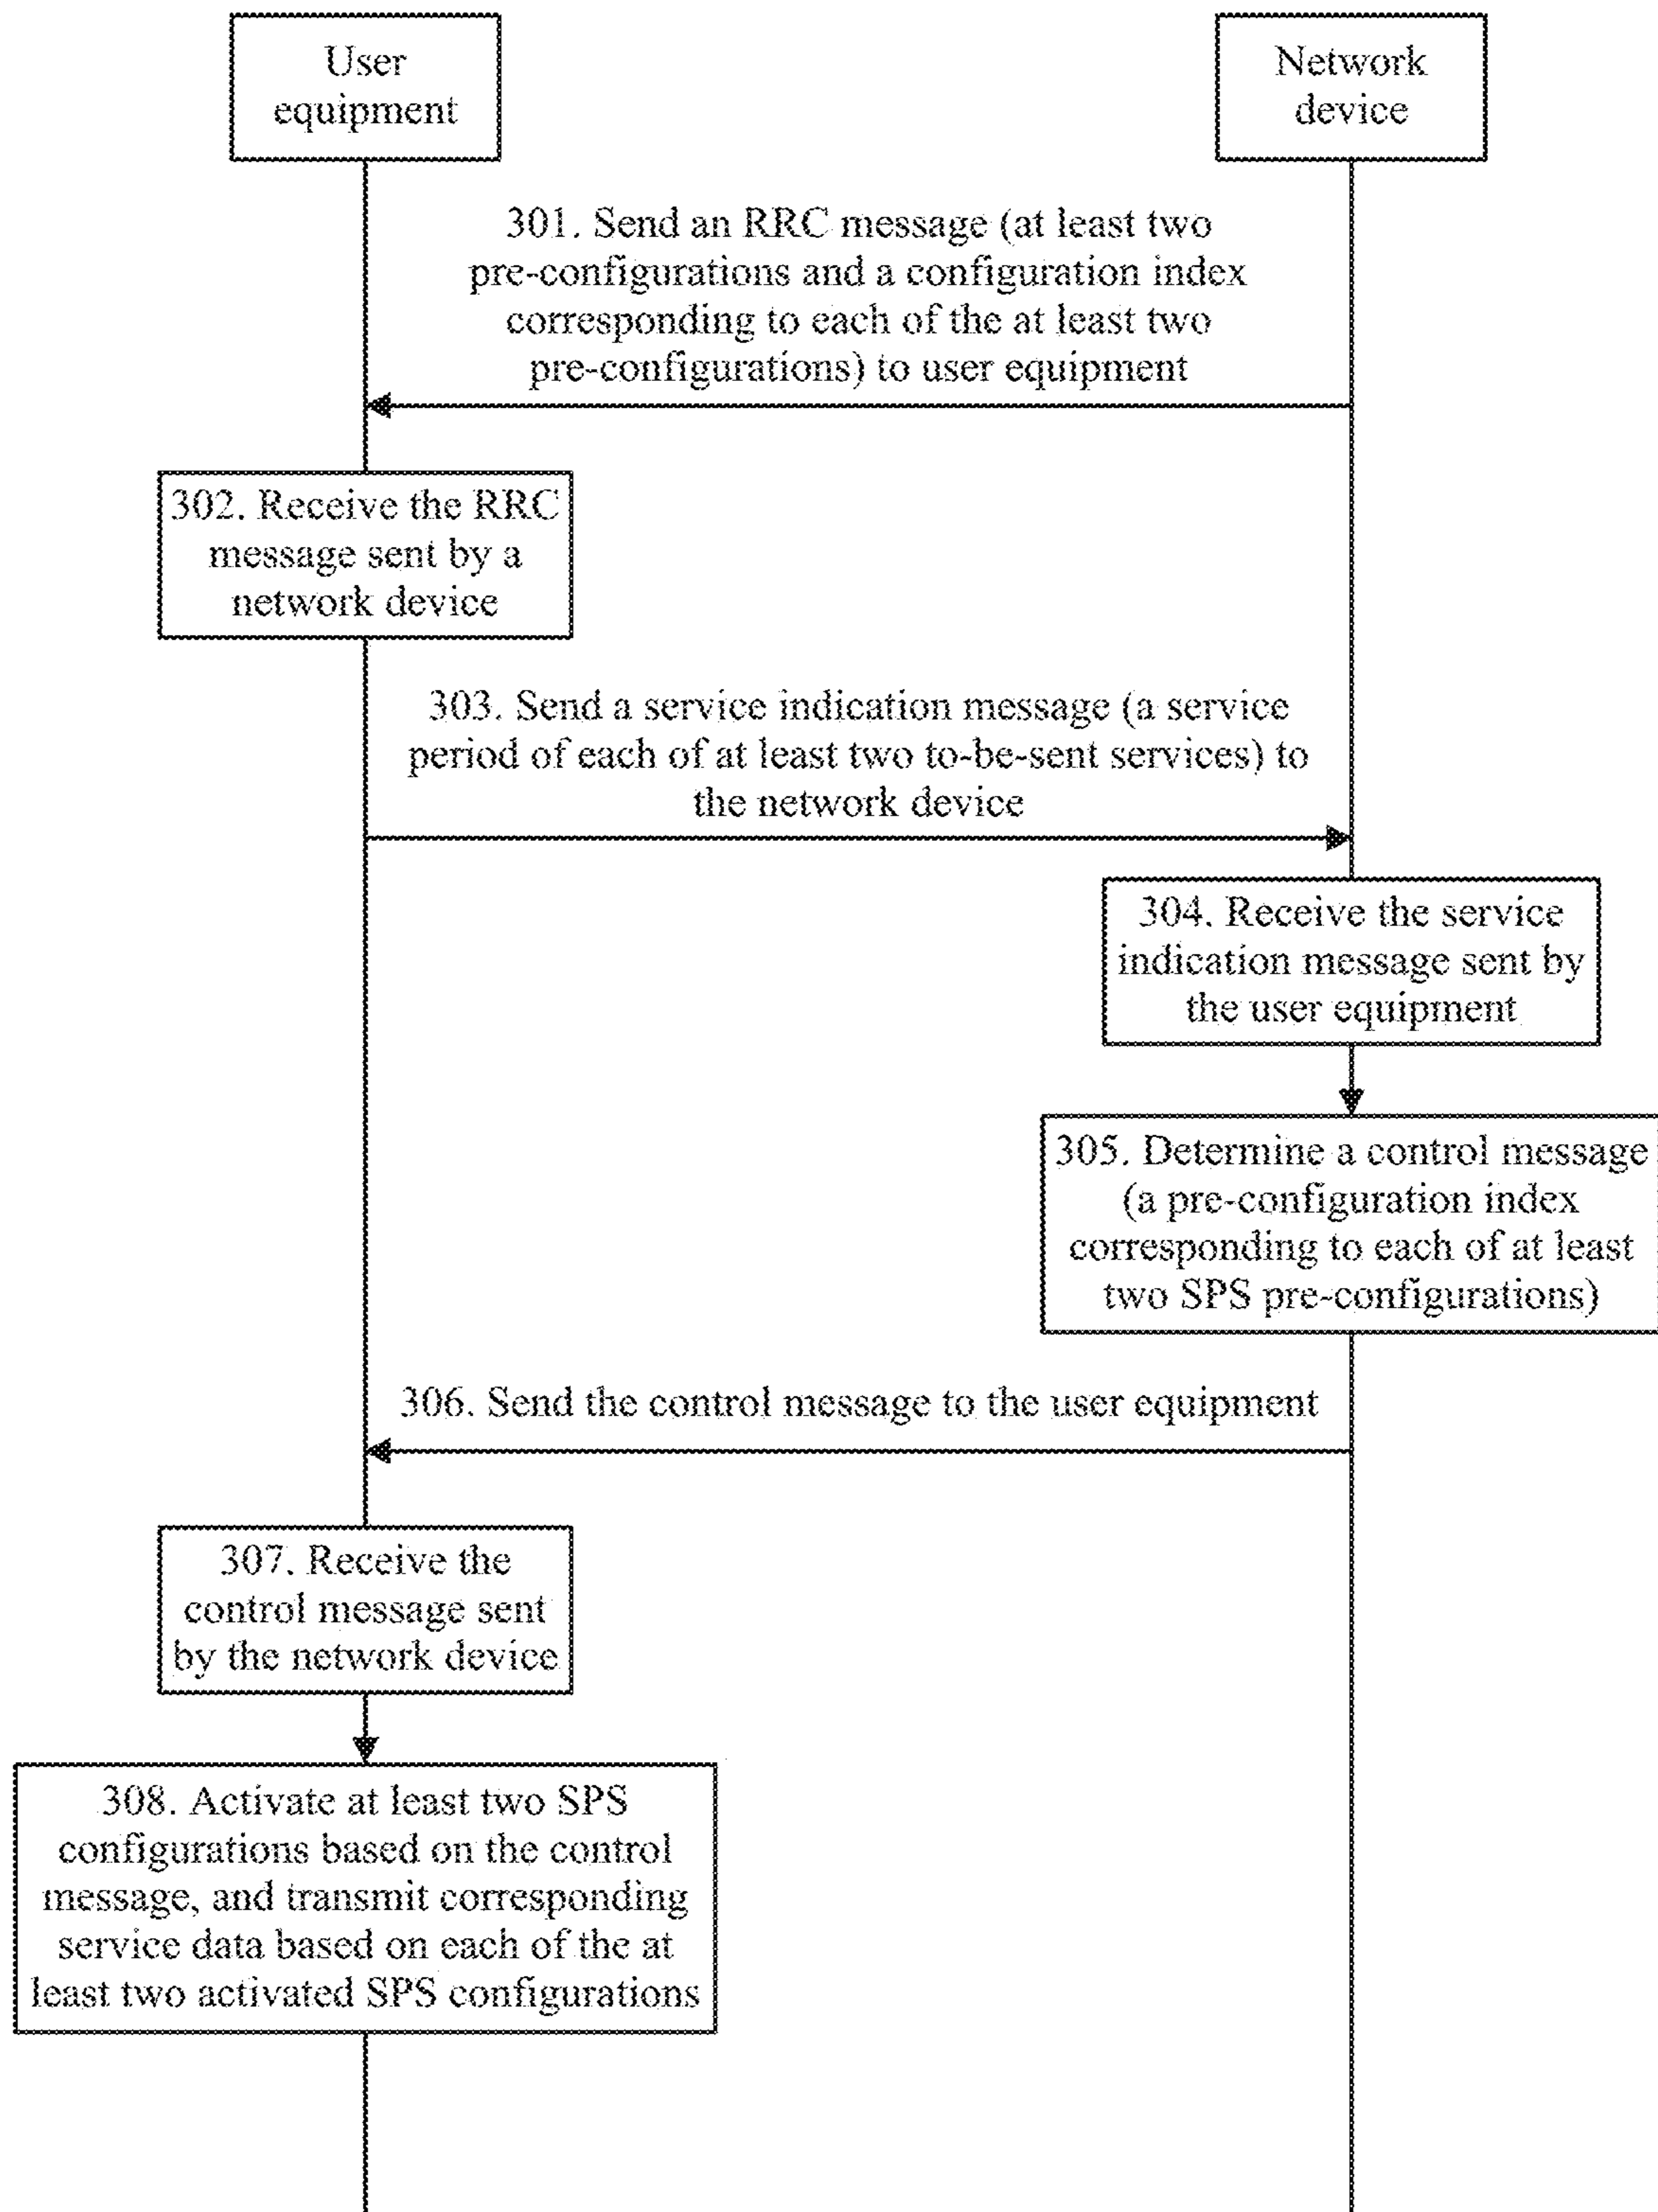 User
equipment
Network
device
301. Send an RRC message (at least two
pre-configurations and a configuration index
corresponding to each of the at least two
pre-configurations) to user equipment
302. Receive the RRC
message sent by a
network device
303. Send a service indication message (a service
period of each of at least two to-be-sent services) to
the network device
304. Receive the service
indication message sent by
the user equipment
305. Determine a control message
(a pre-configuration index
corresponding to each of at least
two SPS pre-configurations)
306. Send the control message to the user equipment
307. Receive the
control message sent
by the network device
308. Activate at least two SPS
configurations based on the control
message, and transmit corresponding
service data based on each of the at
least two activated SPS configurations